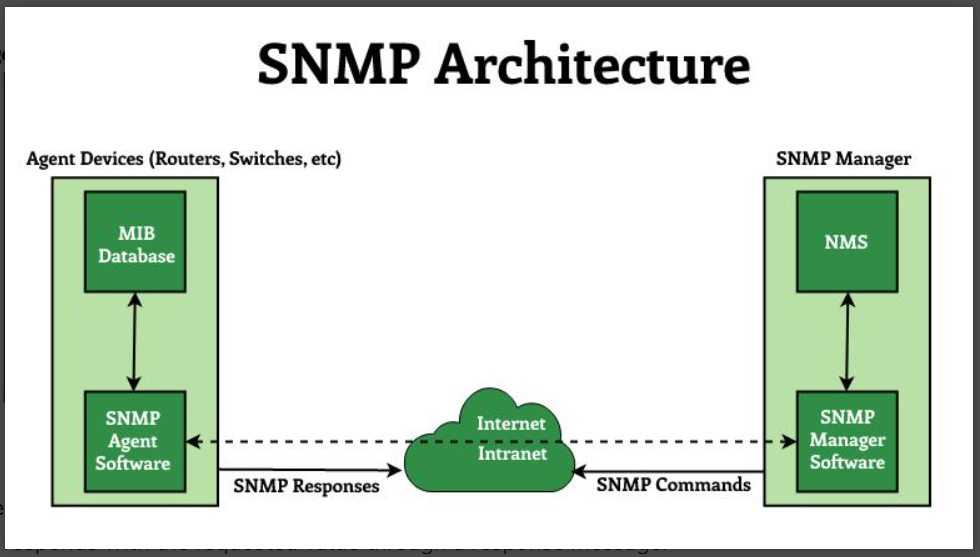 SNMP Architecture
Agent Devices (Routers, Switches, etc)
SNMP Manager
MIB
Database
NMS
SNMP
Agent
Software
Internet
Intranet
SNMP
Manager
Software
SNMP Responses
SNMP Commands